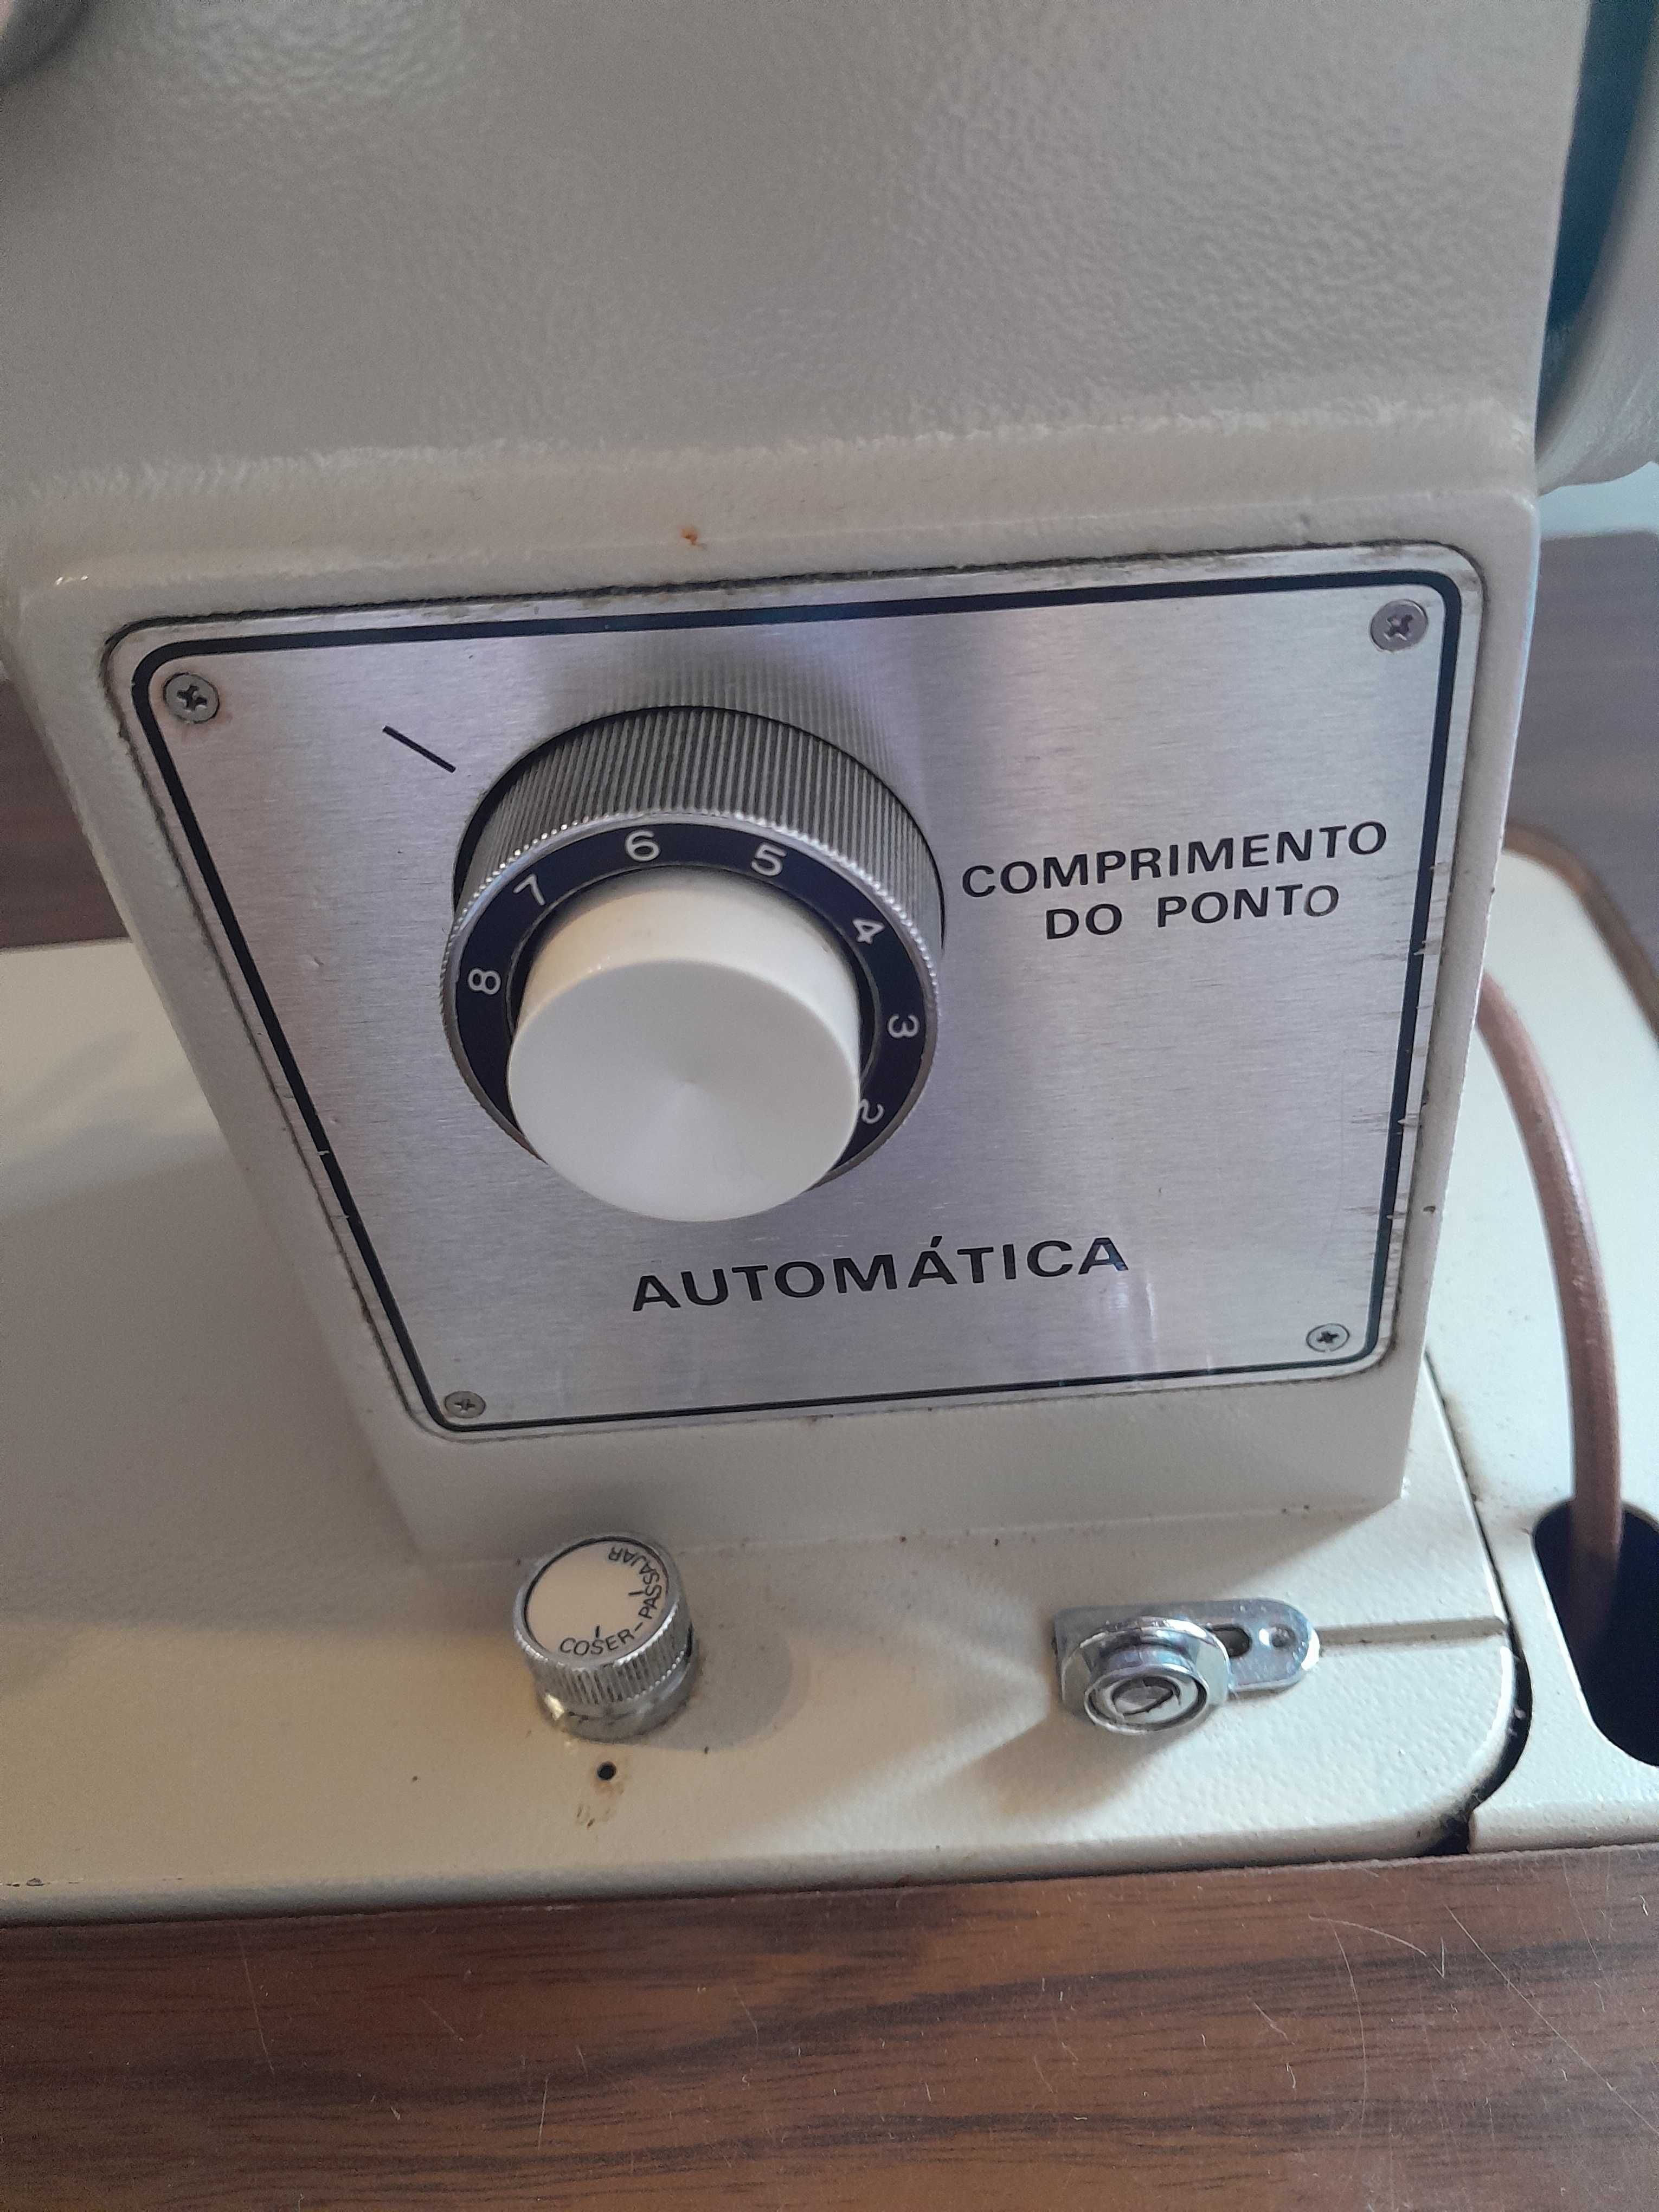 8 7 6 5 4 3 2
COMPRIMENTO
DO PONTO
AUTOMÁTICA
COSER-PASSAJAR